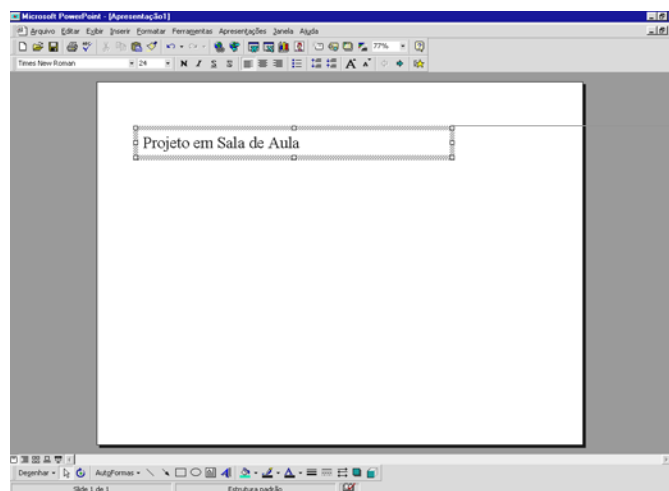 Microsoft PowerPoint - [Apresentação1]
Arquivo Editar Exibir Inserir Formatar Ferramentas Apresentações Janela Ajuda
77%
Times New Roman 24 N I S S A A
Projeto em Sala de Aula
Desenhar AutoFormas A
Slide 1 de 1 Estrutura padrão